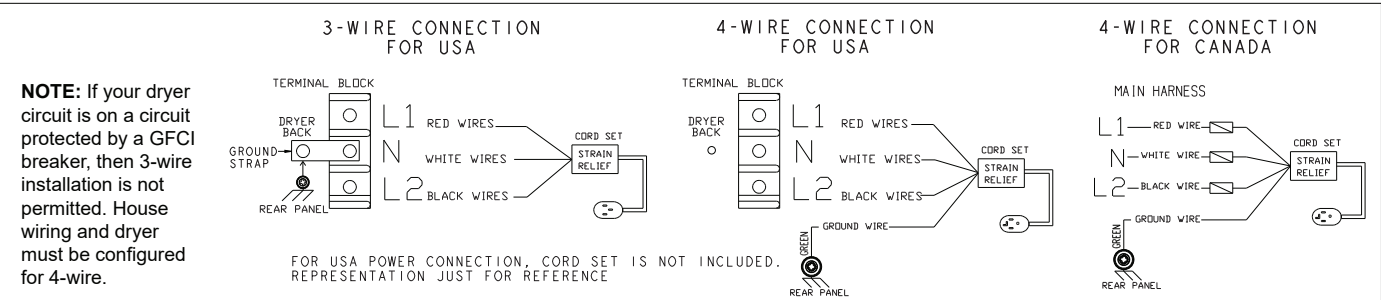 NOTE: If your dryer
circuit is on a circuit
protected by a GFCI
breaker, then 3-wire
installation is not
permitted. House
wiring and dryer
must be configured
for 4-wire.
3-WIRE CONNECTION
FOR USA
TERMINAL BLOCK
DRYER
BACK
GROUND
STRAP
REAR PANEL
L1
RED WIRES
N
WHITE WIRES
L2
BLACK WIRES
CORD SET
STRAIN
RELIEF
4-WIRE CONNECTION
FOR USA
TERMINAL BLOCK
DRYER
BACK
L1
RED WIRES
N
WHITE WIRES
L2
BLACK WIRES
GROUND WIRE
GREEN
REAR PANEL
CORD SET
STRAIN
RELIEF
4-WIRE CONNECTION
FOR CANADA
MAIN HARNESS
L1
RED WIRE
N
WHITE WIRE
L2
BLACK WIRE
GROUND WIRE
GREEN
REAR PANEL
CORD SET
STRAIN
RELIEF
FOR USA POWER CONNECTION, CORD SET IS NOT INCLUDED.
REPRESENTATION JUST FOR REFERENCE